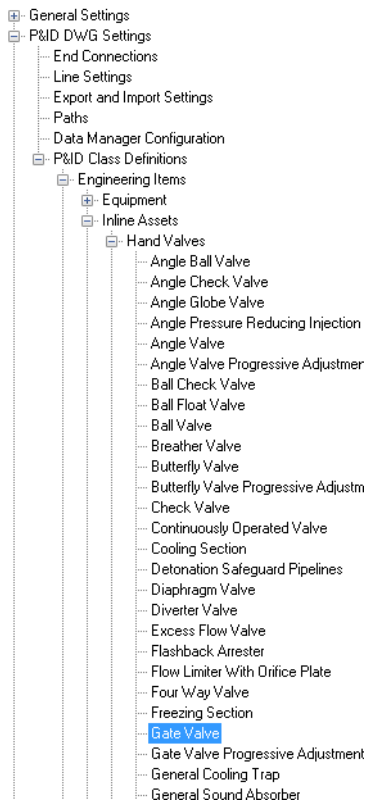 General Settings
P&ID DWG Settings
End Connections
Line Settings
Export and Import Settings
Paths
Data Manager Configuration
P&ID Class Definitions
Engineering Items
Equipment
Inline Assets
Hand Valves
Angle Ball Valve
Angle Check Valve
Angle Globe Valve
Angle Pressure Reducing Injection
Angle Valve
Angle Valve Progressive Adjustmer
Ball Check Valve
Ball Float Valve
Ball Valve
Breather Valve
Butterfly Valve
Butterfly Valve Progressive Adjustm
Check Valve
Continuously Operated Valve
Cooling Section
Detonation Safeguard Pipelines
Diaphragm Valve
Diverter Valve
Excess Flow Valve
Flashback Arrester
Flow Limiter With Orifice Plate
Four Way Valve
Freezing Section
Gate Valve
Gate Valve Progressive Adjustment
General Cooling Trap
General Sound Absorber